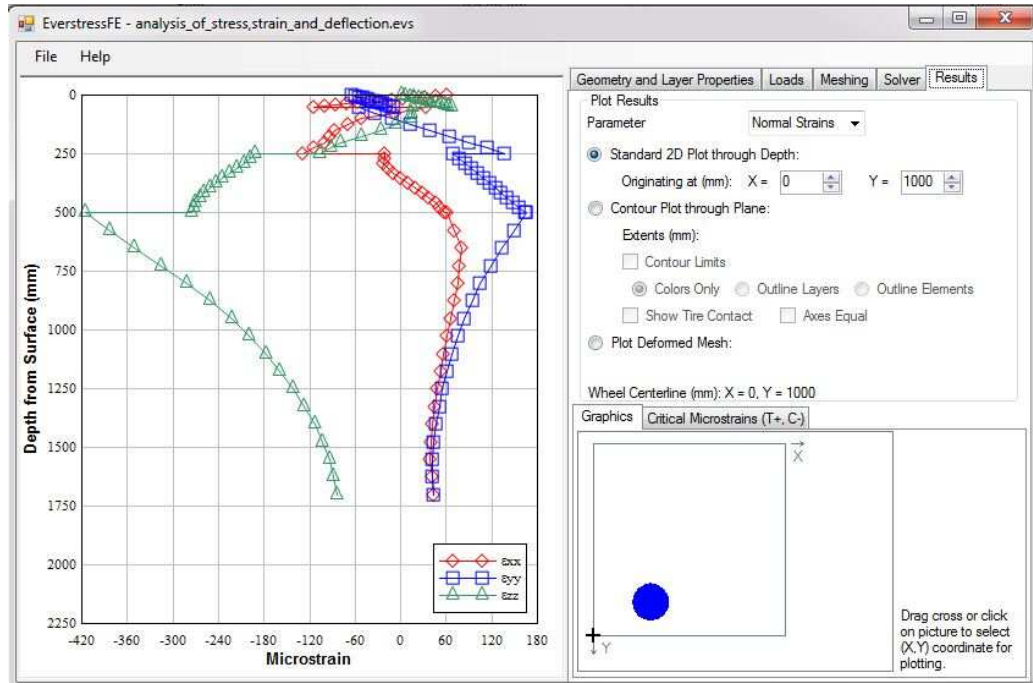 EverstressFE - analysis_of_stress,strain_and_deflection.evs
File Help
Geometry and Layer Properties Loads Meshing Solver Results
Plot Results
Parameter Normal Strains
Standard 2D Plot through Depth:
Originating at (mm): X = 0 Y = 1000
Contour Plot through Plane:
Extents (mm):
Contour Limits
Colors Only Outline Layers Outline Elements
Show Tire Contact Axes Equal
Plot Deformed Mesh:
Wheel Centerline (mm): X = 0, Y = 1000
Graphics Critical Microstrains (T+, C-)
X
Y
Drag cross or click
on picture to select
(X,Y) coordinate for
plotting.
Depth from Surface (mm)
0
250
500
750
1000
1250
1500
1750
2000
2250
-420 -360 -300 -240 -180 -120 -60 0 60 120 180
Microstrain
εxx
εyy
εzz